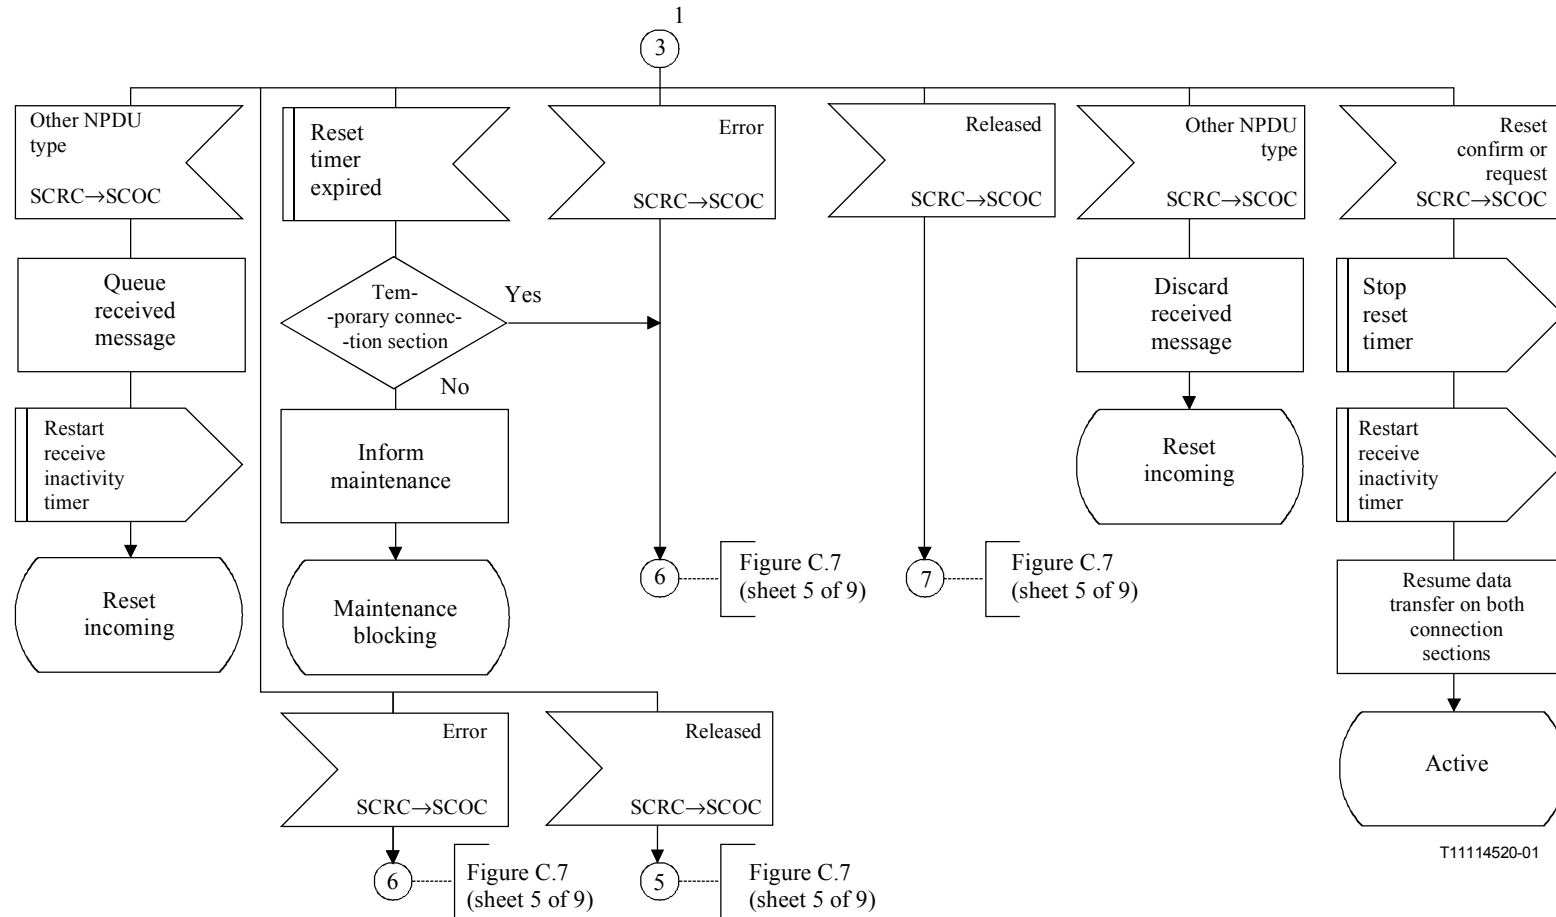 1
3
Other NPDU
type
SCRC→SCOC
Reset
timer
expired
Error
SCRC→SCOC
Released
SCRC→SCOC
Other NPDU
type
SCRC→SCOC
Reset
confirm or
request
SCRC→SCOC
Queue
received
message
Tem-
-porary connec-
-tion section
Yes
No
Discard
received
message
Stop
reset
timer
Restart
receive
inactivity
timer
Inform
maintenance
Reset
incoming
Restart
receive
inactivity
timer
Reset
incoming
Maintenance
blocking
6
Figure C.7
(sheet 5 of 9)
7
Figure C.7
(sheet 5 of 9)
Resume data
transfer on both
connection
sections
Error
SCRC→SCOC
Released
SCRC→SCOC
Active
6
Figure C.7
(sheet 5 of 9)
5
Figure C.7
(sheet 5 of 9)
T11114520-01